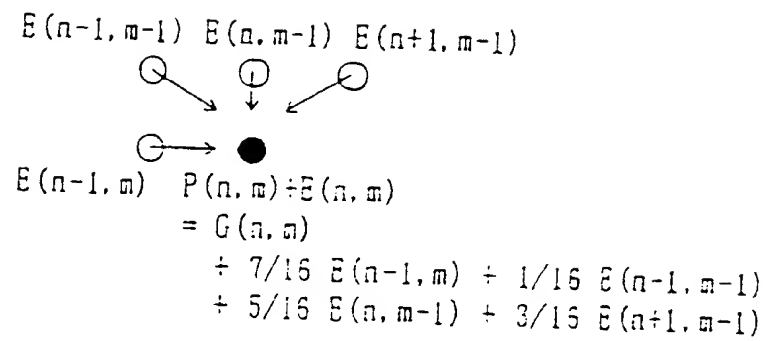 E(n-1, m-1) E(n, m-1) E(n+1, m-1)
E(n-1, m) P(n, m)+E(n, m)
= G(n, m)
+ 7/16 E(n-1, m) + 1/16 E(n-1, m-1)
+ 5/16 E(n, m-1) + 3/16 E(n+1, m-1)